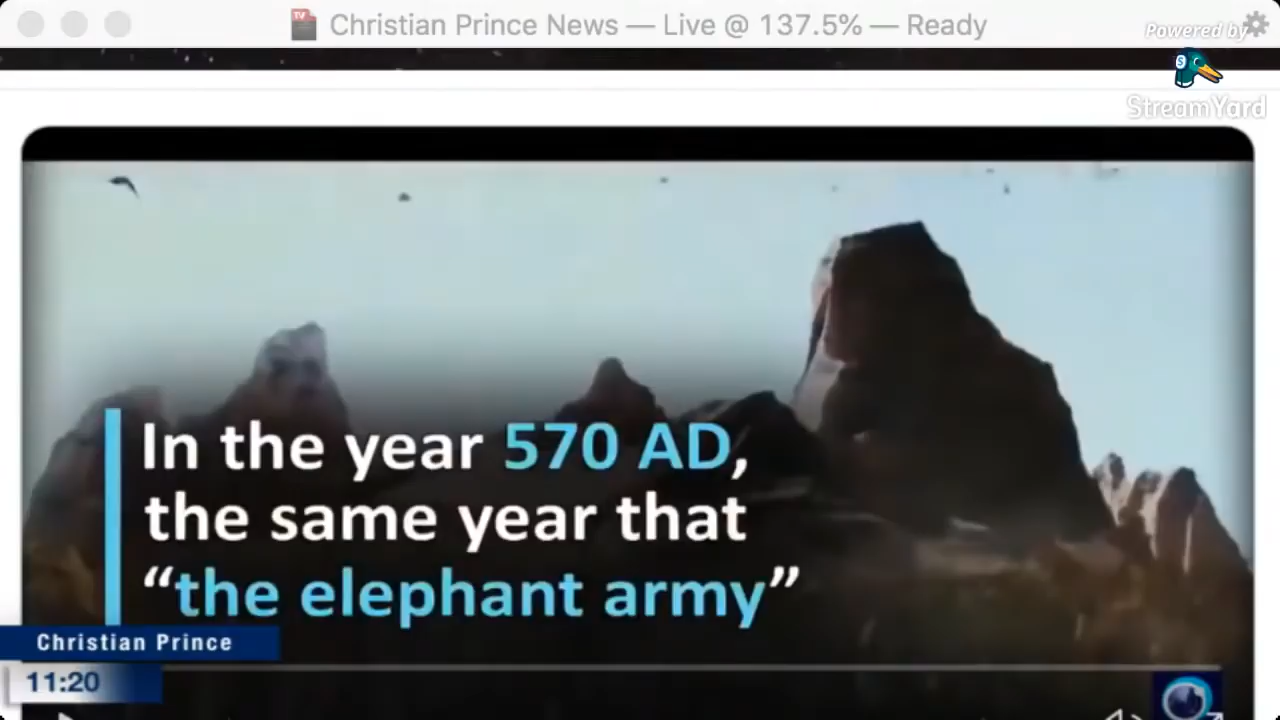 Christian Prince News — Live @ 137.5% — Ready
Powered by
StreamYard
In the year 570 AD,
the same year that
“the elephant army”
Christian Prince
11:20